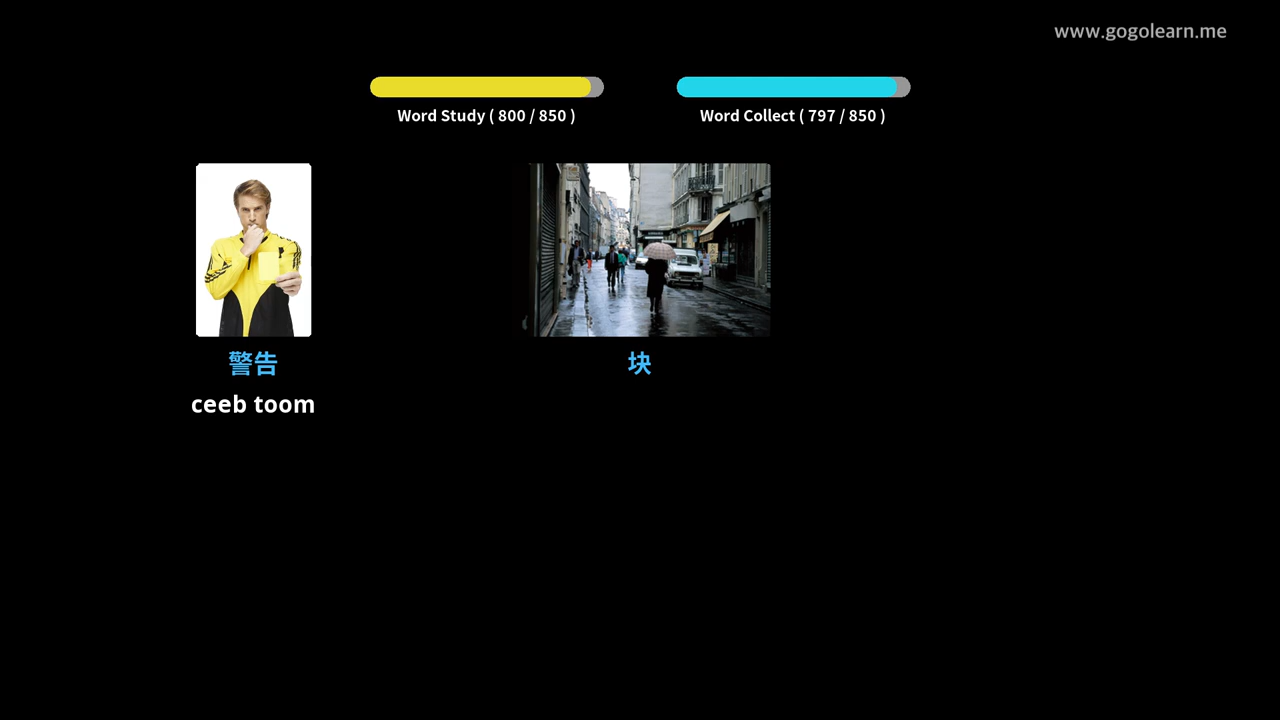 www.gogolearn.me
Word Study ( 800 / 850 )
Word Collect ( 797 / 850 )
警告
块
ceeb toom